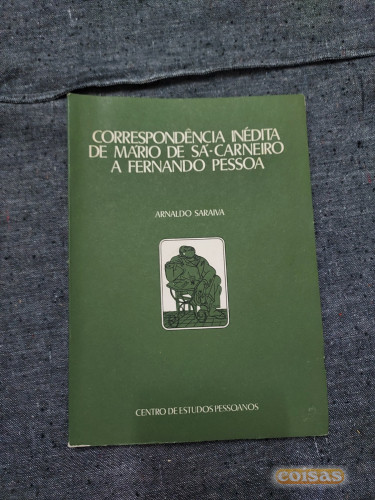 CORRESPONDÊNCIA INÉDITA
DE MÁRIO DE SÁ-CARNEIRO
A FERNANDO PESSOA
ARNALDO SARAIVA
CENTRO DE ESTUDOS PESSOANOS
coisas